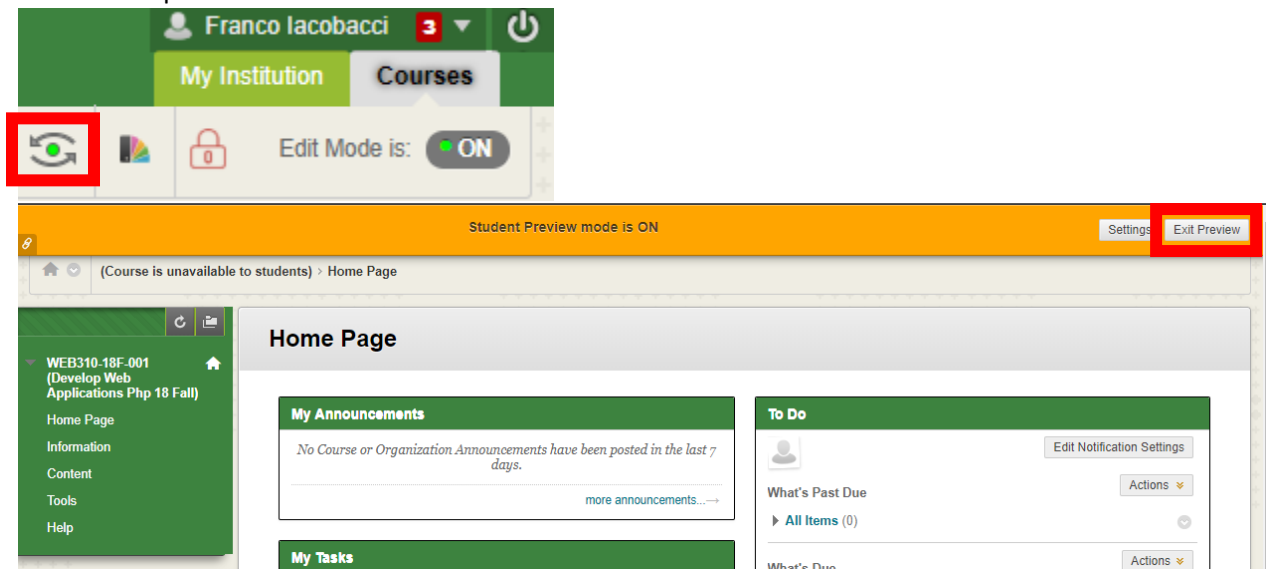 Franco Iacobacci 3
My Institution Courses
0 Edit Mode is: ON
Student Preview mode is ON
Settings Exit Preview
(Course is unavailable to students) > Home Page
WEB310-18F-001
(Develop Web
Applications Php 18 Fall)
Home Page
Information
Content
Tools
Help
Home Page
My Announcements
No Course or Organization Announcements have been posted in the last 7
days.
more announcements...→
My Tasks
To Do
Edit Notification Settings
Actions
What's Past Due
All Items (0)
Actions
What's Due